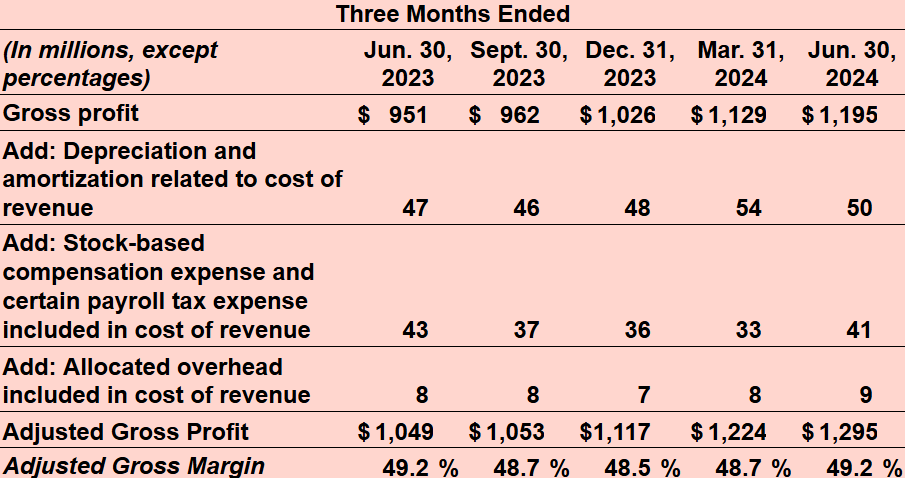 Three Months Ended
(In millions, except Jun. 30, Sept. 30, Dec. 31, Mar. 31, Jun. 30,
percentages) 2023 2023 2023 2024 2024
Gross profit $ 951 $ 962 $ 1,026 $ 1,129 $ 1,195
Add: Depreciation and
amortization related to cost of
revenue 47 46 48 54 50
Add: Stock-based
compensation expense and
certain payroll tax expense
included in cost of revenue 43 37 36 33 41
Add: Allocated overhead
included in cost of revenue 8 8 7 8 9
Adjusted Gross Profit $ 1,049 $ 1,053 $1,117 $ 1,224 $ 1,295
Adjusted Gross Margin 49.2 % 48.7 % 48.5 % 48.7 % 49.2 %